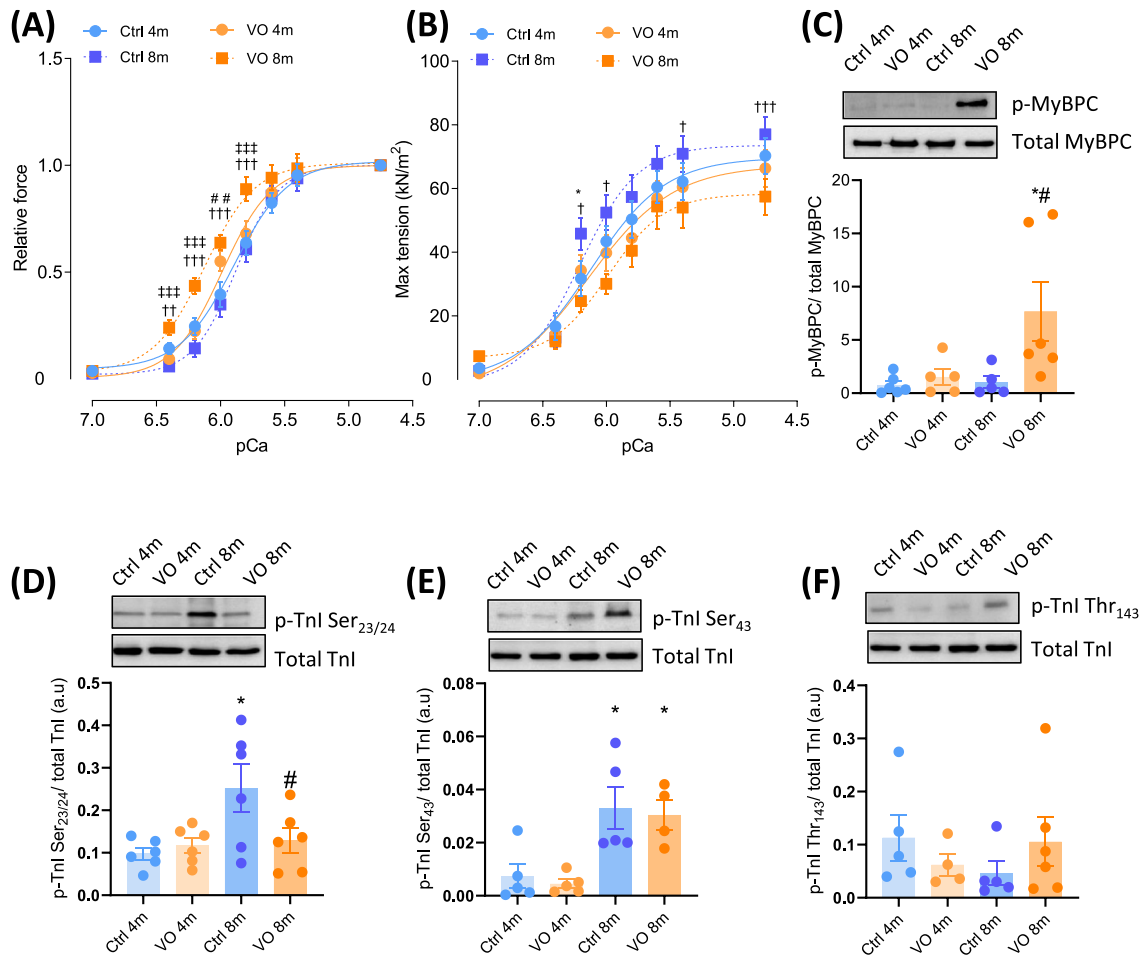 (A)
Ctrl 4m
VO 4m
Ctrl 8m
VO 8m
1.5
1.0
0.5
0
Relative force
‡‡‡
††
‡‡‡
†††
# #
†††
‡‡‡
†††
7.0 6.5 6.0 5.5 5.0 4.5
pCa
(B)
Ctrl 4m
VO 4m
Ctrl 8m
VO 8m
100
80
60
40
20
0
Max tension (kN/m²)
*
†
†
†
†††
7.0 6.5 6.0 5.5 5.0 4.5
pCa
(C)
Ctrl 4m
VO 4m
Ctrl 8m
VO 8m
p-MyBPC
Total MyBPC
20
15
10
5
0
p-MyBPC/ total MyBPC
*#
Ctrl 4m
VO 4m
Ctrl 8m
VO 8m
(D)
Ctrl 4m
VO 4m
Ctrl 8m
VO 8m
p-TnI Ser23/24
Total TnI
0.5
0.4
0.3
0.2
0.1
0.0
p-TnI Ser23/24/ total TnI (a.u)
*
#
Ctrl 4m
VO 4m
Ctrl 8m
VO 8m
(E)
Ctrl 4m
VO 4m
Ctrl 8m
VO 8m
p-TnI Ser43
Total TnI
0.08
0.06
0.04
0.02
0.00
p-TnI Ser43/ total TnI (a.u)
*
*
Ctrl 4m
VO 4m
Ctrl 8m
VO 8m
(F)
Ctrl 4m
VO 4m
Ctrl 8m
VO 8m
p-TnI Thr143
Total TnI
0.4
0.3
0.2
0.1
0.0
p-TnI Thr143/ total TnI (a.u)
Ctrl 4m
VO 4m
Ctrl 8m
VO 8m